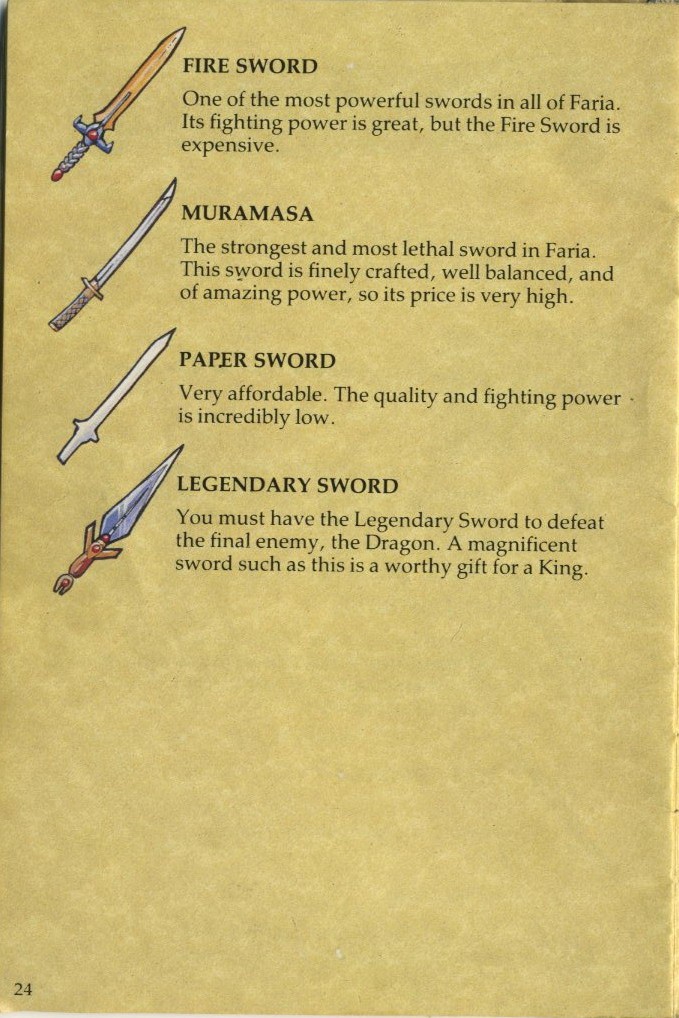 FIRE SWORD
One of the most powerful swords in all of Faria.
Its fighting power is great, but the Fire Sword is
expensive.
MURAMASA
The strongest and most lethal sword in Faria.
This sword is finely crafted, well balanced, and
of amazing power, so its price is very high.
PAPER SWORD
Very affordable. The quality and fighting power
is incredibly low.
LEGENDARY SWORD
You must have the Legendary Sword to defeat
the final enemy, the Dragon. A magnificent
sword such as this is a worthy gift for a King.
24